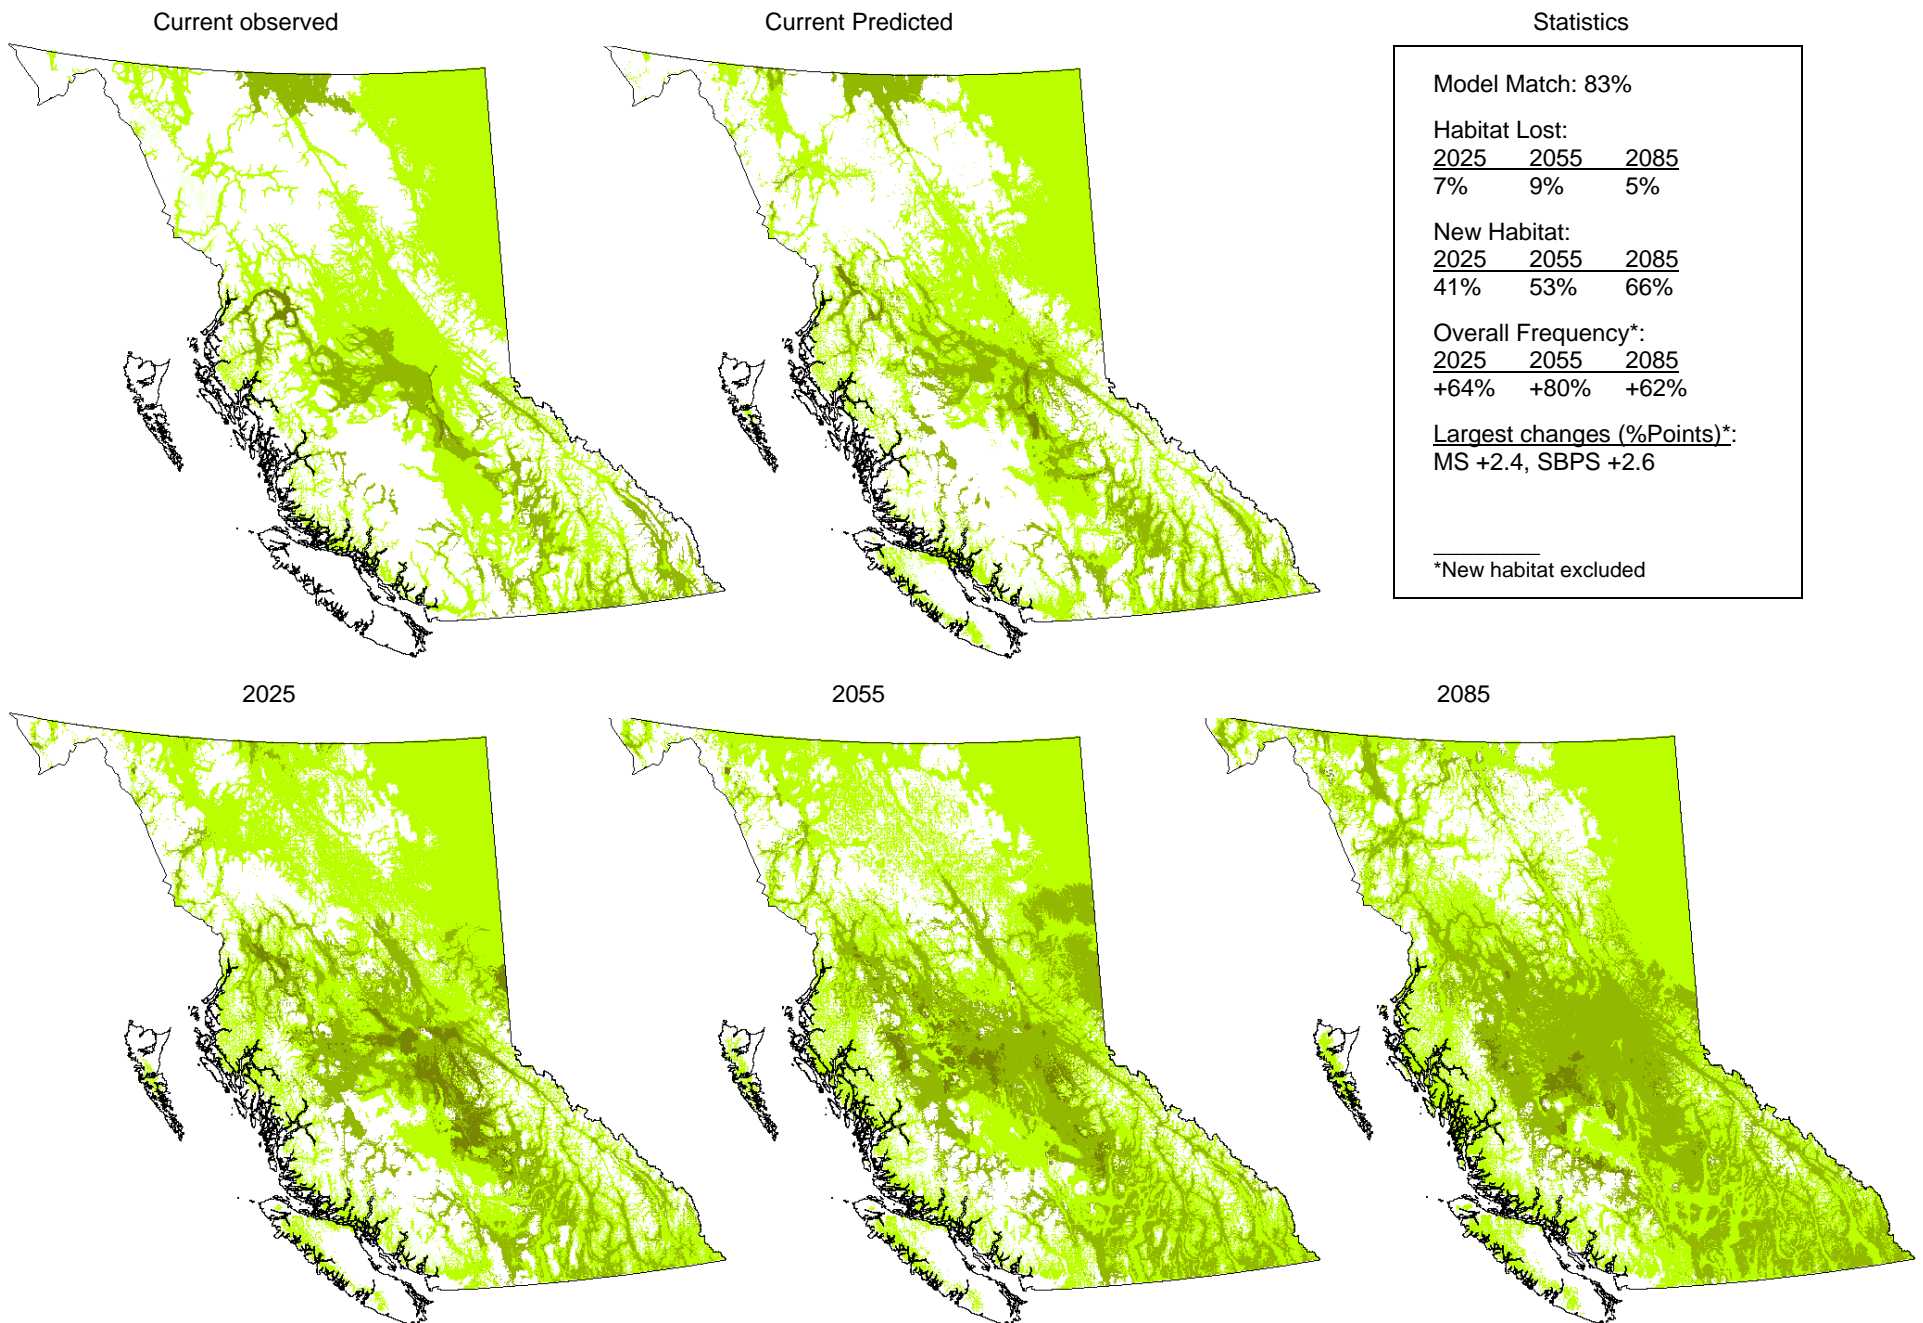 Current observed
Current Predicted
Statistics
Model Match: 83%
Habitat Lost:
2025 2055 2085
7% 9% 5%
New Habitat:
2025 2055 2085
41% 53% 66%
Overall Frequency*:
2025 2055 2085
+64% +80% +62%
Largest changes (%Points)*:
MS +2.4, SBPS +2.6
*New habitat excluded
2025
2055
2085